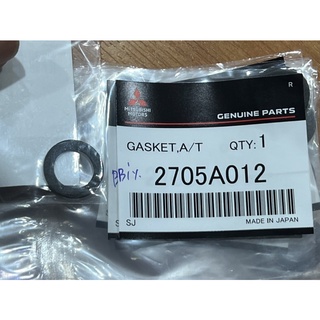 R
MITSUBISHI
MOTORS
GENUINE PARTS
GASKET,A/T QTY:1
2705A012
SJ MADE IN JAPAN